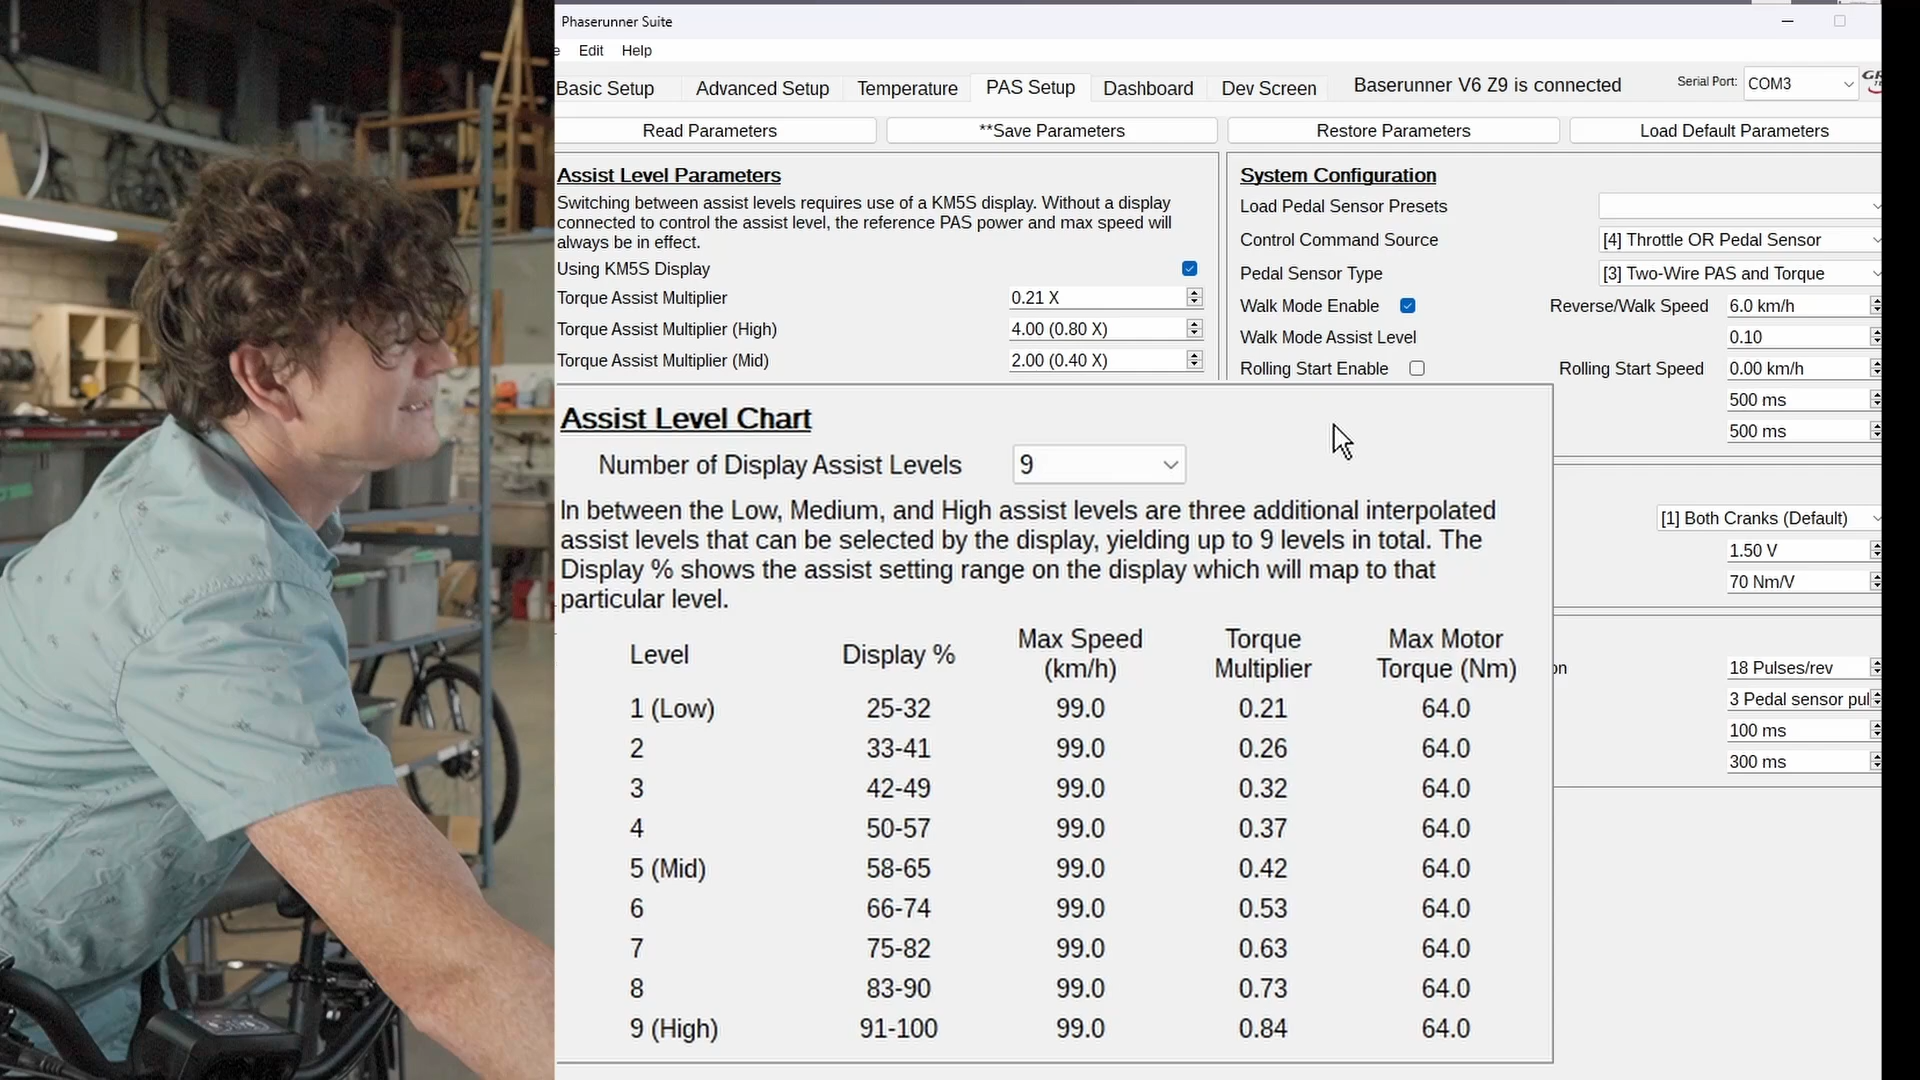 Phaserunner Suite
Edit Help
Basic Setup Advanced Setup Temperature PAS Setup Dashboard Dev Screen Baserunner V6 Z9 is connected Serial Port: COM3
Read Parameters **Save Parameters Restore Parameters Load Default Parameters
Assist Level Parameters
Switching between assist levels requires use of a KM5S display. Without a display
connected to control the assist level, the reference PAS power and max speed will
always be in effect.
Using KM5S Display
Torque Assist Multiplier 0.21 X
Torque Assist Multiplier (High) 4.00 (0.80 X)
Torque Assist Multiplier (Mid) 2.00 (0.40 X)
System Configuration
Load Pedal Sensor Presets
Control Command Source [4] Throttle OR Pedal Sensor
Pedal Sensor Type [3] Two-Wire PAS and Torque
Walk Mode Enable Reverse/Walk Speed 6.0 km/h
Walk Mode Assist Level 0.10
Rolling Start Enable Rolling Start Speed 0.00 km/h
500 ms
500 ms
[1] Both Cranks (Default)
1.50 V
70 Nm/V
on 18 Pulses/rev
3 Pedal sensor pul
100 ms
300 ms
Assist Level Chart
Number of Display Assist Levels 9
In between the Low, Medium, and High assist levels are three additional interpolated
assist levels that can be selected by the display, yielding up to 9 levels in total. The
Display % shows the assist setting range on the display which will map to that
particular level.
Level Display % Max Speed (km/h) Torque Multiplier Max Motor Torque (Nm)
1 (Low) 25-32 99.0 0.21 64.0
2 33-41 99.0 0.26 64.0
3 42-49 99.0 0.32 64.0
4 50-57 99.0 0.37 64.0
5 (Mid) 58-65 99.0 0.42 64.0
6 66-74 99.0 0.53 64.0
7 75-82 99.0 0.63 64.0
8 83-90 99.0 0.73 64.0
9 (High) 91-100 99.0 0.84 64.0